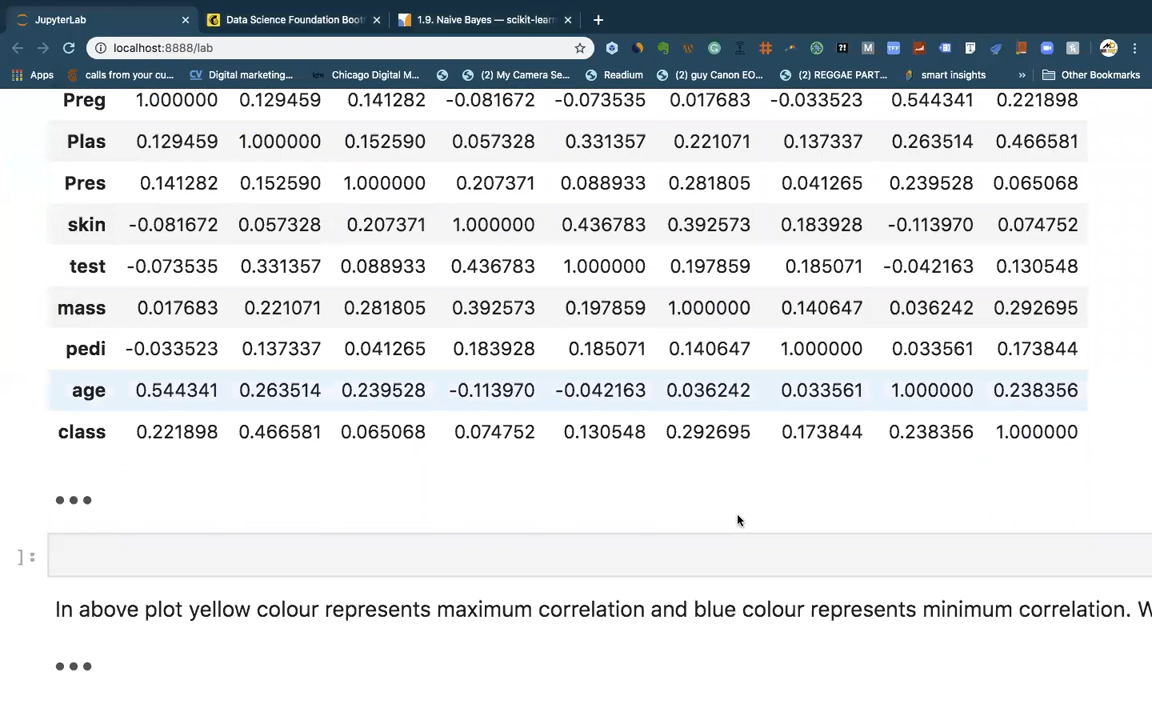 JupyterLab
Data Science Foundation Boot
1.9. Naive Bayes — scikit-learn
localhost:8888/lab
Apps
calls from your cu...
CV Digital marketing...
Chicago Digital M...
(2) My Camera Se...
Readium
(2) guy Canon EO...
(2) REGGAE PART...
smart insights
»
Other Bookmarks
Preg 1.000000 0.129459 0.141282 -0.081672 -0.073535 0.017683 -0.033523 0.544341 0.221898
Plas 0.129459 1.000000 0.152590 0.057328 0.331357 0.221071 0.137337 0.263514 0.466581
Pres 0.141282 0.152590 1.000000 0.207371 0.088933 0.281805 0.041265 0.239528 0.065068
skin -0.081672 0.057328 0.207371 1.000000 0.436783 0.392573 0.183928 -0.113970 0.074752
test -0.073535 0.331357 0.088933 0.436783 1.000000 0.197859 0.185071 -0.042163 0.130548
mass 0.017683 0.221071 0.281805 0.392573 0.197859 1.000000 0.140647 0.036242 0.292695
pedi -0.033523 0.137337 0.041265 0.183928 0.185071 0.140647 1.000000 0.033561 0.173844
age 0.544341 0.263514 0.239528 -0.113970 -0.042163 0.036242 0.033561 1.000000 0.238356
class 0.221898 0.466581 0.065068 0.074752 0.130548 0.292695 0.173844 0.238356 1.000000
•••
]:
In above plot yellow colour represents maximum correlation and blue colour represents minimum correlation. W
•••